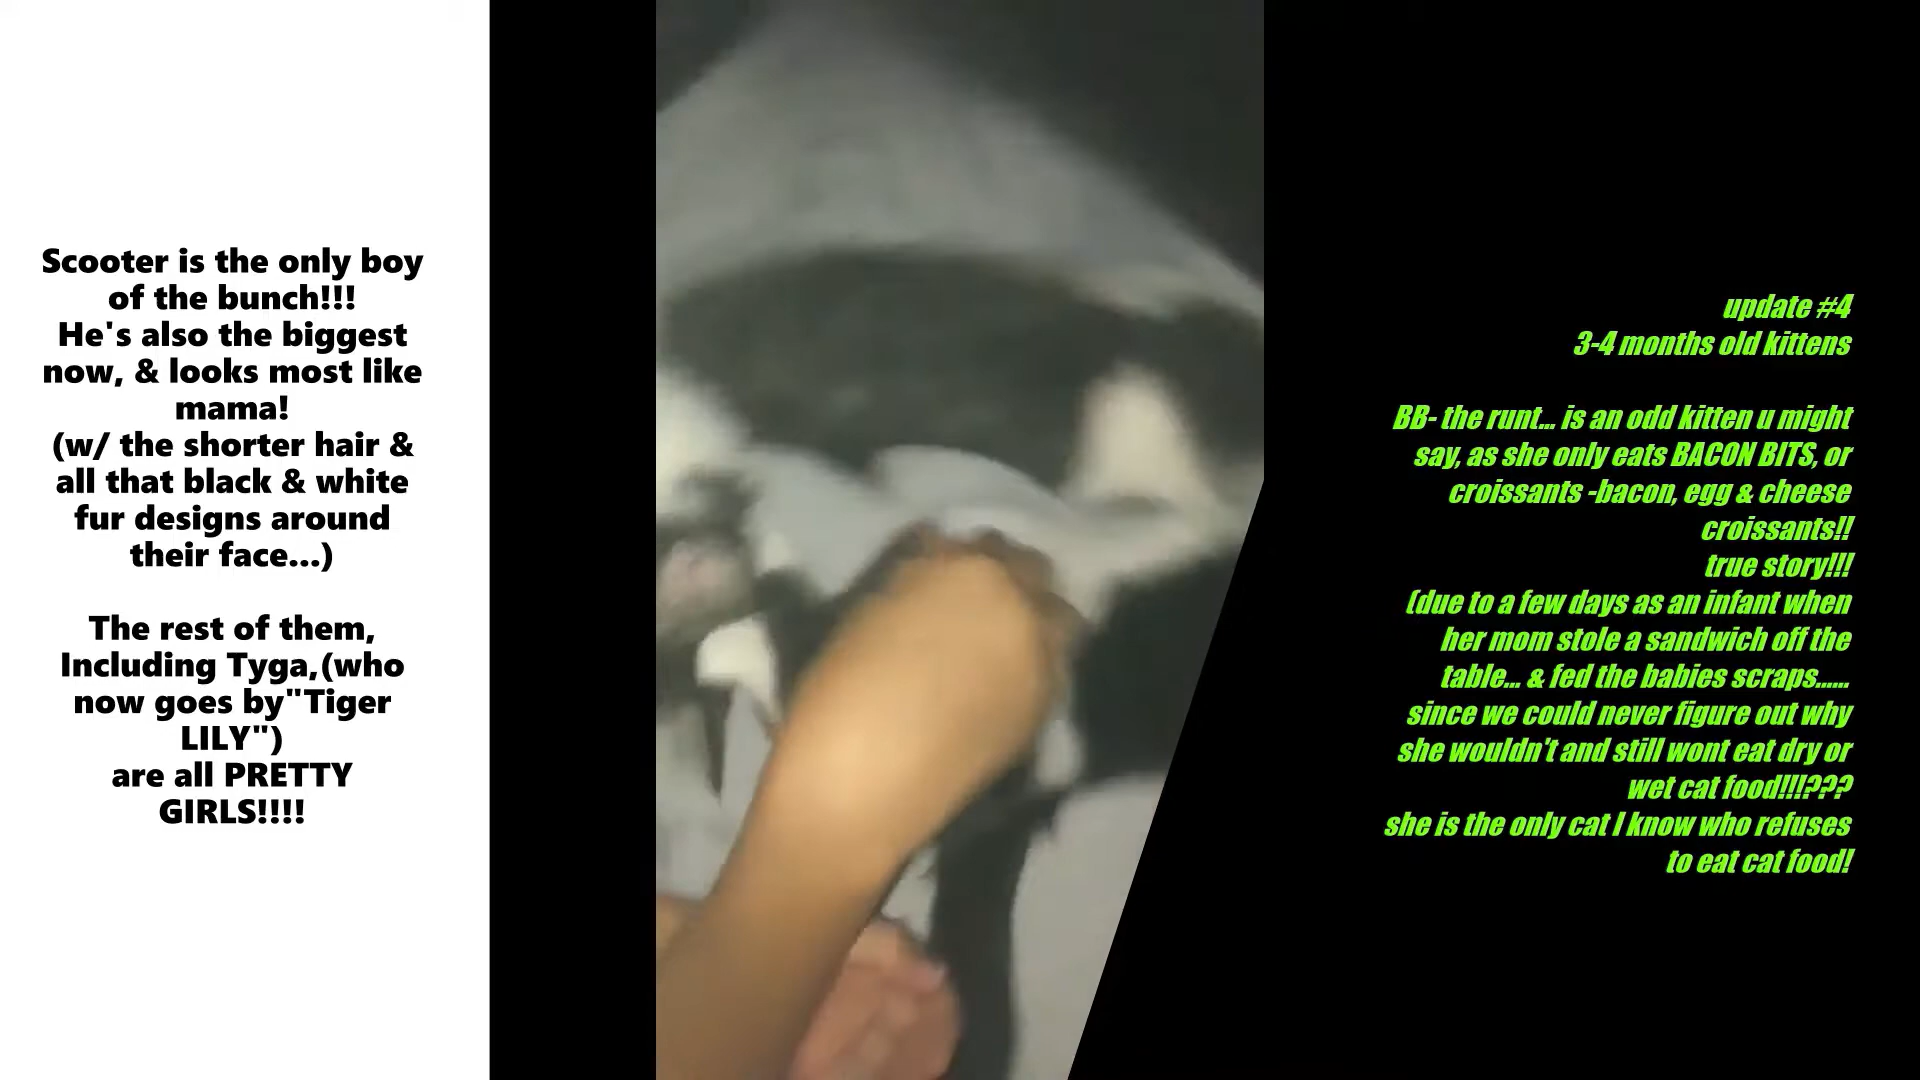 Scooter is the only boy
of the bunch!!!
He's also the biggest
now, & looks most like
mama!
(w/ the shorter hair &
all that black & white
fur designs around
their face...)
The rest of them,
Including Tyga,(who
now goes by"Tiger
LILY")
are all PRETTY
GIRLS!!!!
update #4
3-4 months old kittens
BB- the runt... is an odd kitten u might
say, as she only eats BACON BITS, or
croissants -bacon, egg & cheese
croissants!!
true story!!!
(due to a few days as an infant when
her mom stole a sandwich off the
table... & fed the babies scraps......
since we could never figure out why
she wouldn't and still wont eat dry or
wet cat food!!!???
she is the only cat I know who refuses
to eat cat food!